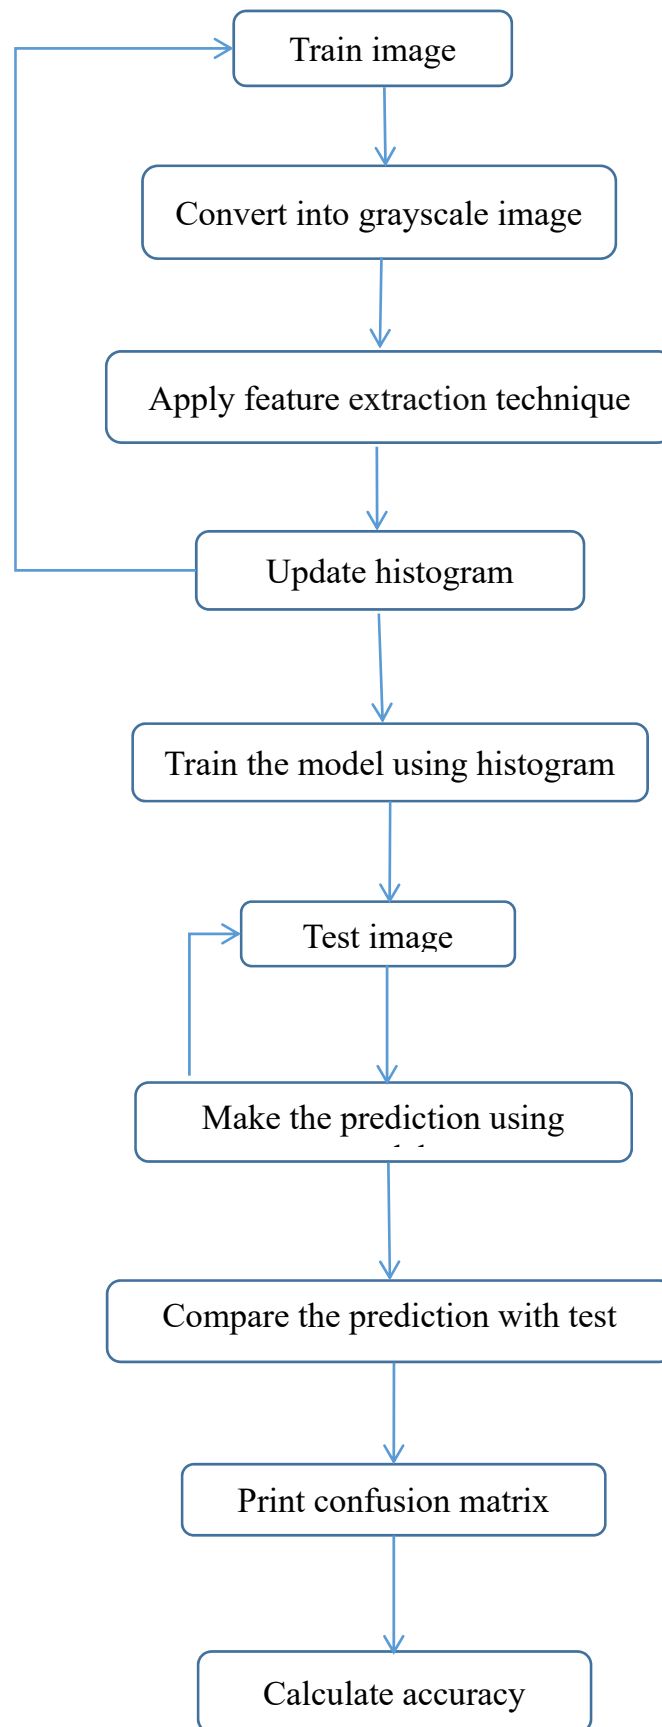 Train image
Convert into grayscale image
Apply feature extraction technique
Update histogram
Train the model using histogram
Test image
Make the prediction using
Compare the prediction with test
Print confusion matrix
Calculate accuracy